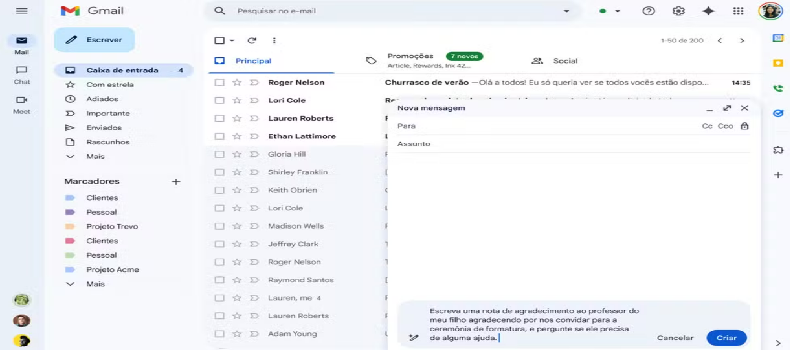 Gmail
Pesquisar no e-mail
Mail
Chat
Meet
Escrever
Caixa de entrada 4
Com estrela
Adiados
Importante
Enviados
Rascunhos
Mais
Marcadores
Clientes
Pessoal
Projeto Trevo
Clientes
Pessoal
Projeto Acme
Mais
1-50 de 200
Principal
Promoções 7 novos
Article, Rewards, Ink 42...
Social
Roger Nelson Churrasco de verão —Olá a todos! Eu só queria ver se todos vocês estão dispo... 14:35
Lori Cole
Lauren Roberts
Ethan Lattimore
Gloria Hill
Shirley Franklin
Keith Obrien
Lori Cole
Madison Wells
Jeffrey Clark
Roger Nelson
Raymond Santos
Lauren, me 4
Lauren Roberts
Adam Young
Nova mensagem
Para Cc Cco
Assunto
Escreva uma nota de agradecimento ao professor do
meu filho agradecendo por nos convidar para a
ceremônia de formatura, e pergunte se ele precisa
de alguma ajuda.
Cancelar Criar